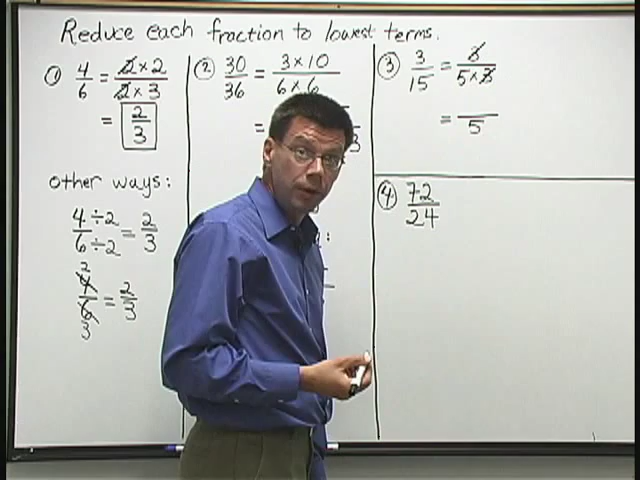 Reduce each fraction to lowest terms.
① 4/6 = 2×2/2×3
= 2/3
other ways:
4÷2/6÷2 = 2/3
2 4/6 3 = 2/3
② 30/36 = 3×10/6×6
=
3
:
③ 3/15 = 3/5×3
= /5
④ 72/24